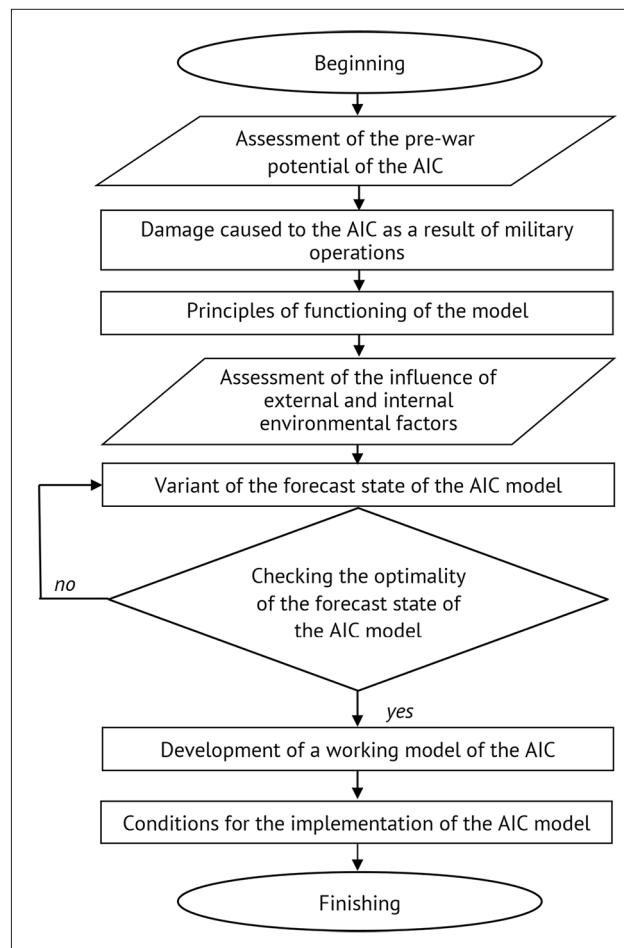 Beginning
Assessment of the pre-war
potential of the AIC
Damage caused to the AIC as a result of military
operations
Principles of functioning of the model
Assessment of the influence of
external and internal
environmental factors
Variant of the forecast state of the AIC model
Checking the optimality
of the forecast state of
the AIC model
no
yes
Development of a working model of the AIC
Conditions for the implementation of the AIC model
Finishing